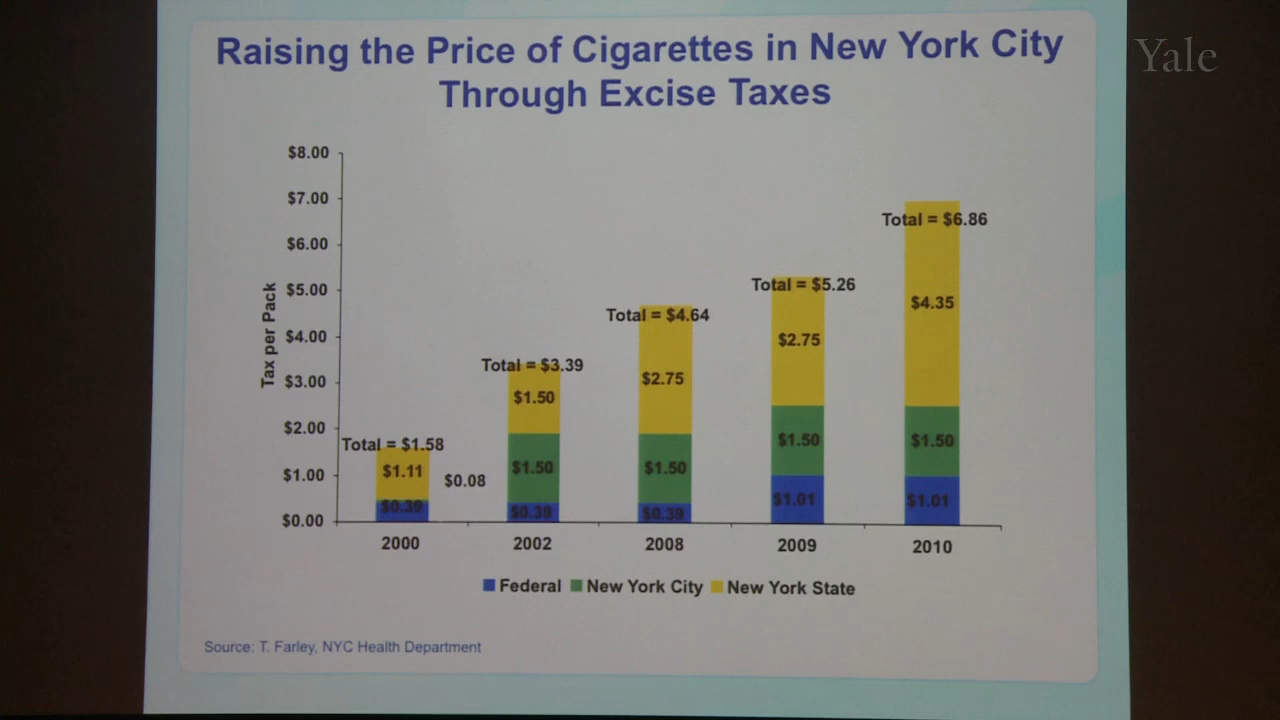 Raising the Price of Cigarettes in New York City
Through Excise Taxes
Yale
$8.00
$7.00
$6.00
$5.00
$4.00
$3.00
$2.00
$1.00
$0.00
Tax per Pack
Total = $1.58
$1.11
$0.08
$0.39
Total = $3.39
$1.50
$1.50
$0.39
Total = $4.64
$2.75
$1.50
$0.39
Total = $5.26
$2.75
$1.50
$1.01
Total = $6.86
$4.35
$1.50
$1.01
2000 2002 2008 2009 2010
Federal New York City New York State
Source: T. Farley, NYC Health Department